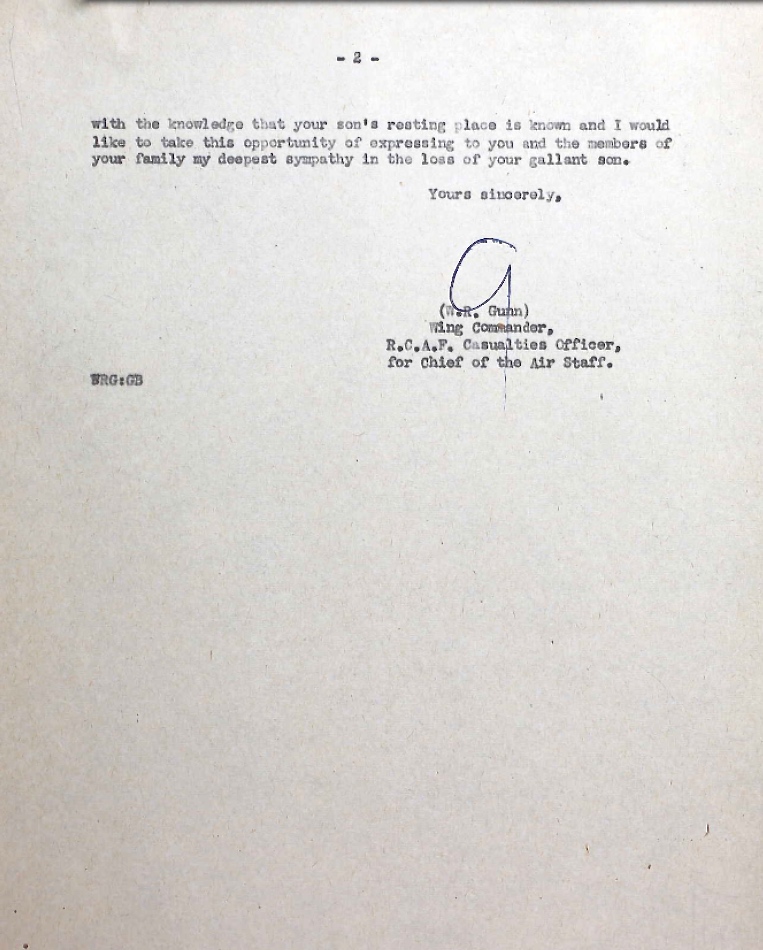 - 2 -
with the knowledge that your son's resting place is known and I would
like to take this opportunity of expressing to you and the members of
your family my deepest sympathy in the loss of your gallant son.
Yours sincerely,
(W.R. Gunn)
Wing Commander,
R.C.A.F. Casualties Officer,
for Chief of the Air Staff.
WRG:GB